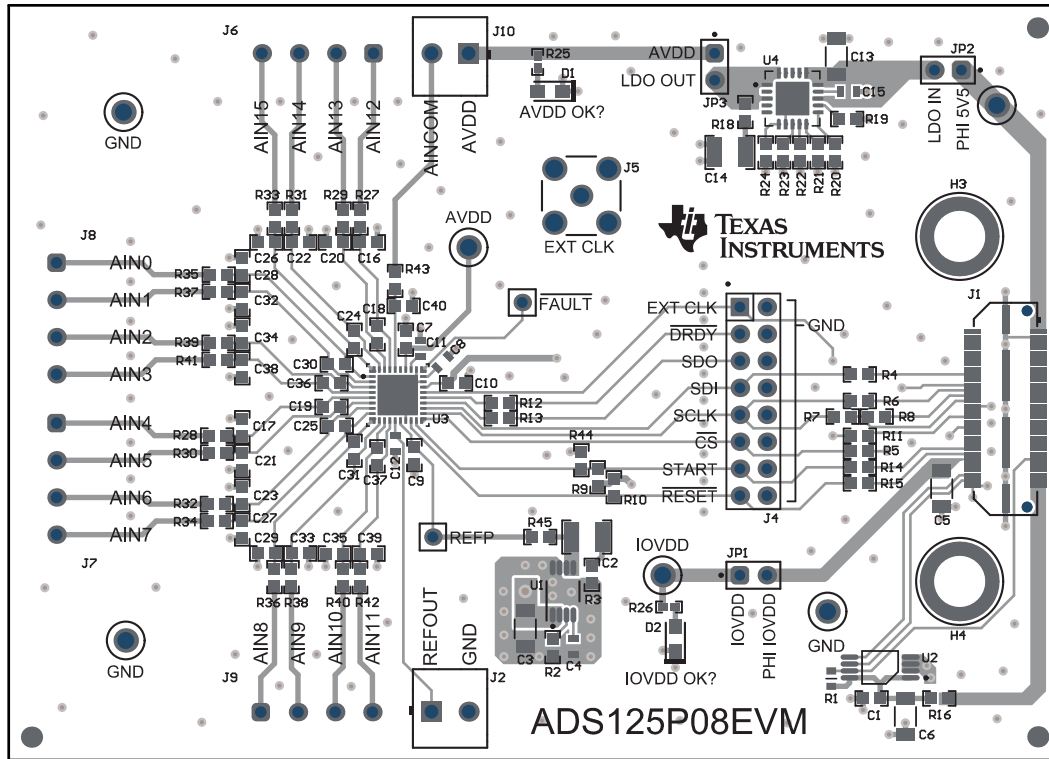 J6
J10
AVDD
LDO OUT
JP3
U4
C13
C15
R18
R19
C14
R24
R23
R22
R21
R20
JP2
LDO IN
PHI 5V5
R25
D1
AVDD OK?
GND
AIN15
AIN14
AIN13
AIN12
AINCOM
AVDD
J5
EXT CLK
TEXAS
INSTRUMENTS
H3
R33
R31
R29
R27
C26
C22
C20
C16
J8
AIN0
AIN1
AIN2
AIN3
R35
R37
R39
R41
C28
C32
C34
C38
AVDD
R43
C40
FAULT
C24
C18
C7
C11
C8
C10
C30
C36
C19
C25
U3
R12
R13
EXT CLK
DRDY
SDO
SDI
SCLK
CS
START
RESET
GND
J4
J1
R4
R6
R7
R8
R11
R5
R14
R15
C5
AIN4
AIN5
AIN6
AIN7
J7
R28
R30
R32
R34
C17
C21
C23
C27
C31
C37
C12
C9
R44
R9
R10
C29
C33
C35
C39
R36
R38
R40
R42
AIN8
AIN9
AIN10
AIN11
J9
REFP
R45
C2
U1
R3
C3
R2
C4
IOVDD
JP1
IOVDD
PHI IOVDD
R26
D2
IOVDD OK?
GND
H4
U2
R1
C1
R16
C6
GND
REFOUT
GND
J2
ADS125P08EVM